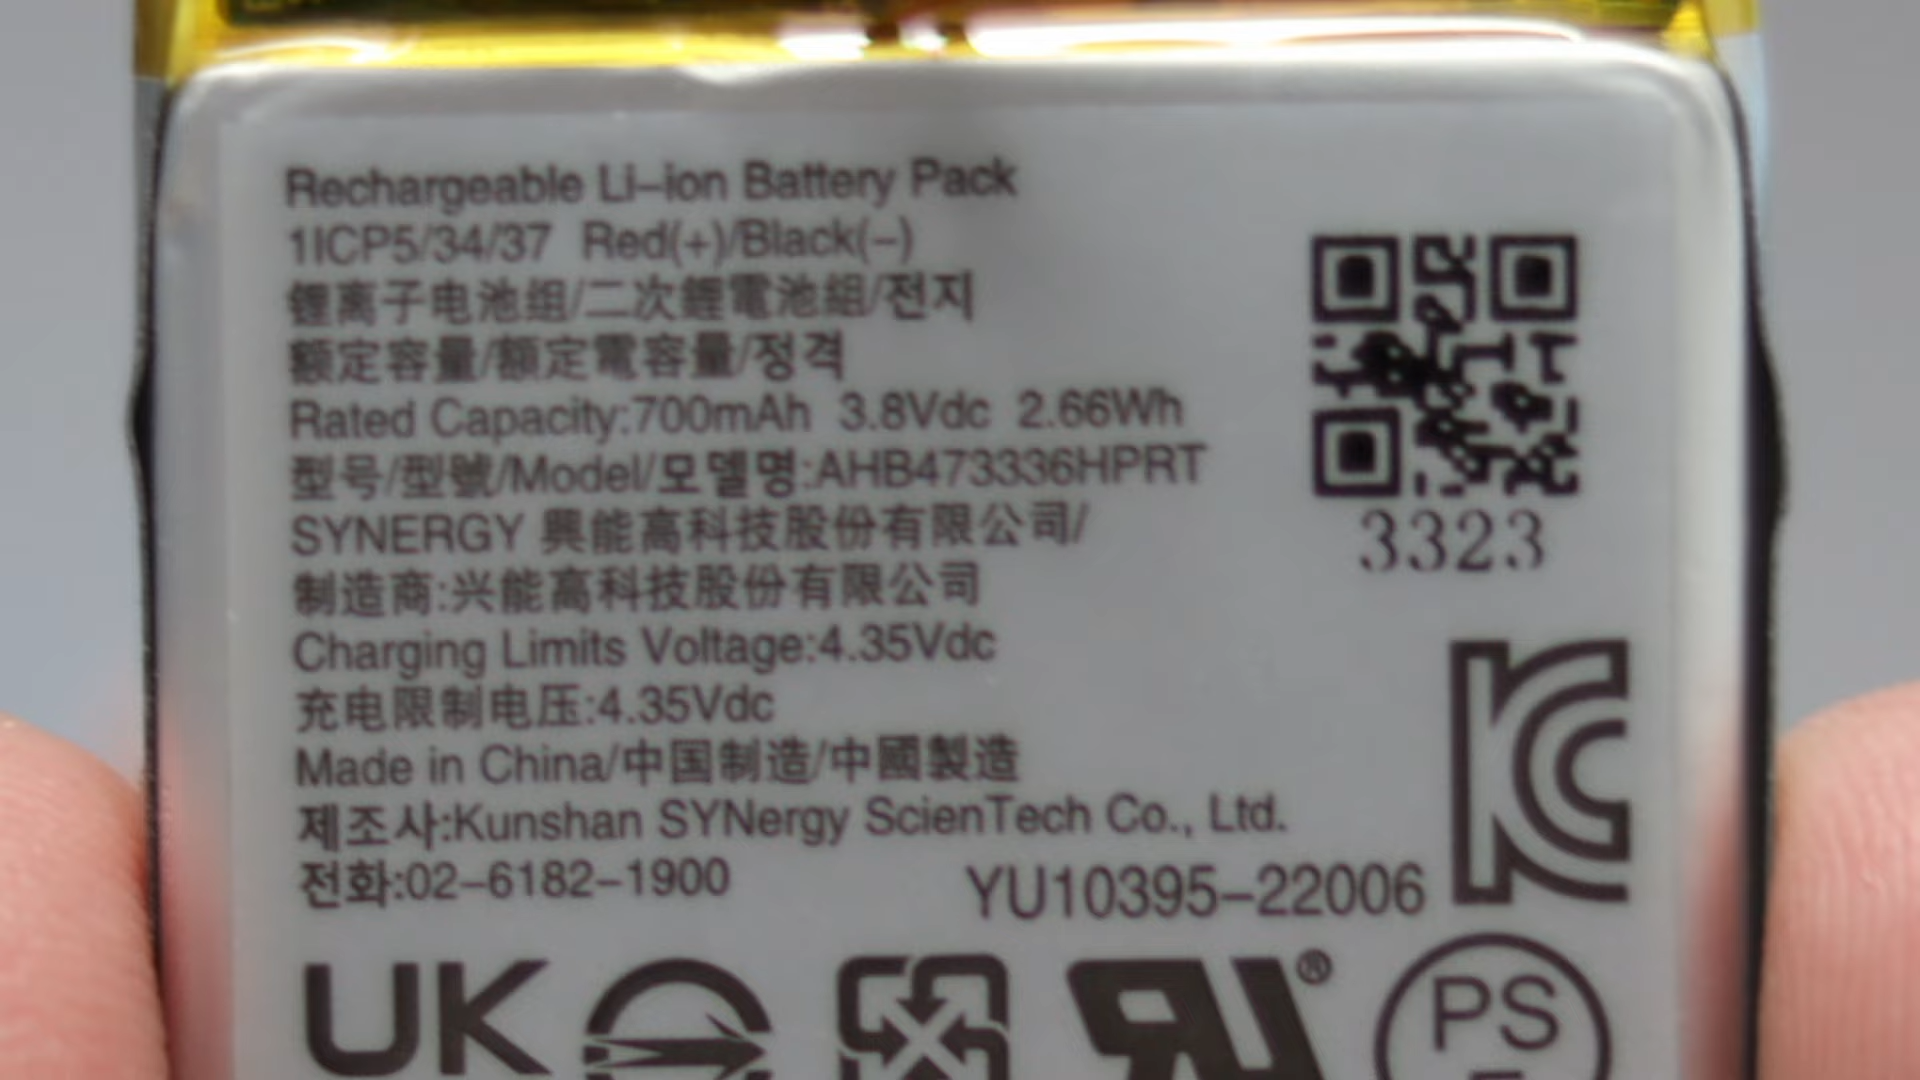 Rechargeable Li-ion Battery Pack
1ICP5/34/37 Red(+)/Black(-)
锂离子电池组/二次鋰電池組/전지
额定容量/額定電容量/정격
Rated Capacity:700mAh 3.8Vdc 2.66Wh
型号/型號/Model/모델명:AHB473336HPRT
SYNERGY 興能高科技股份有限公司/
制造商:兴能高科技股份有限公司
3323
Charging Limits Voltage:4.35Vdc
充电限制电压:4.35Vdc
Made in China/中国制造/中國製造
제조사:Kunshan SYNergy ScienTech Co., Ltd.
전화:02-6182-1900 YU10395-22006
UK
PS